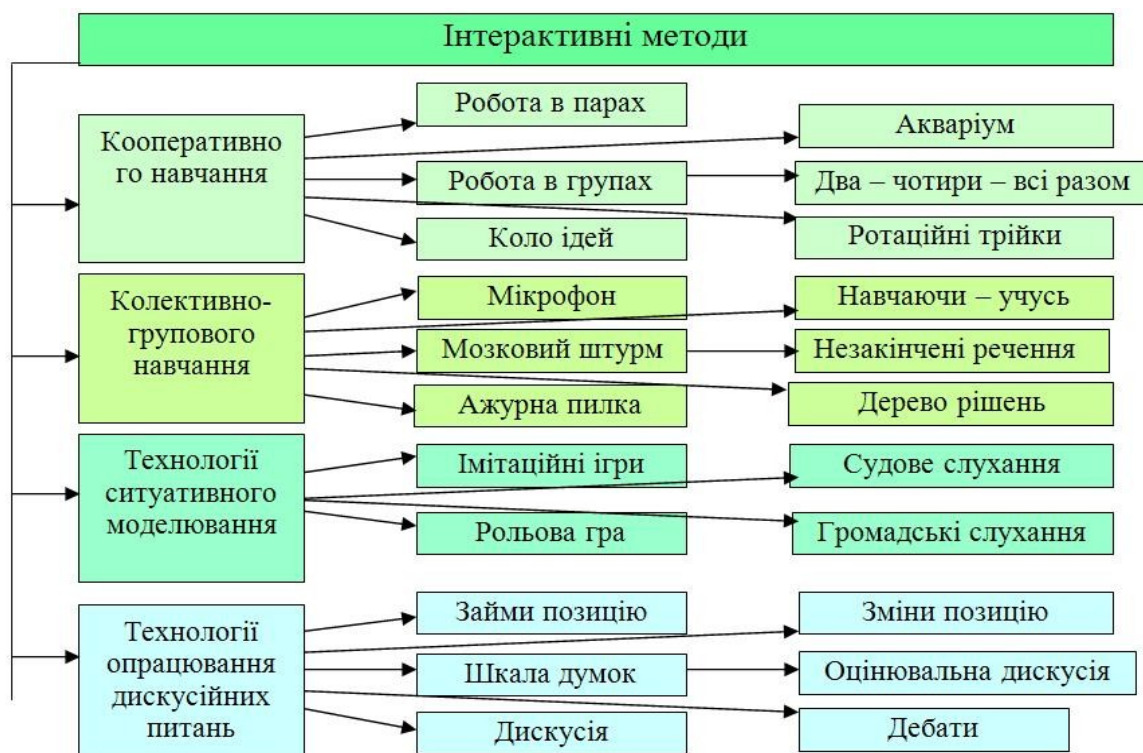 Інтерактивні методи
Кооперативно
го навчання
Робота в парах
Акваріум
Робота в групах
Два – чотири – всі разом
Коло ідей
Ротаційні трійки
Колективно-
групового
навчання
Мікрофон
Навчаючи – учусь
Мозковий штурм
Незакінчені речення
Ажурна пилка
Дерево рішень
Технології
ситуативного
моделювання
Імітаційні ігри
Судове слухання
Рольова гра
Громадські слухання
Технології
опрацювання
дискусійних
питань
Займи позицію
Зміни позицію
Шкала думок
Оцінювальна дискусія
Дискусія
Дебати